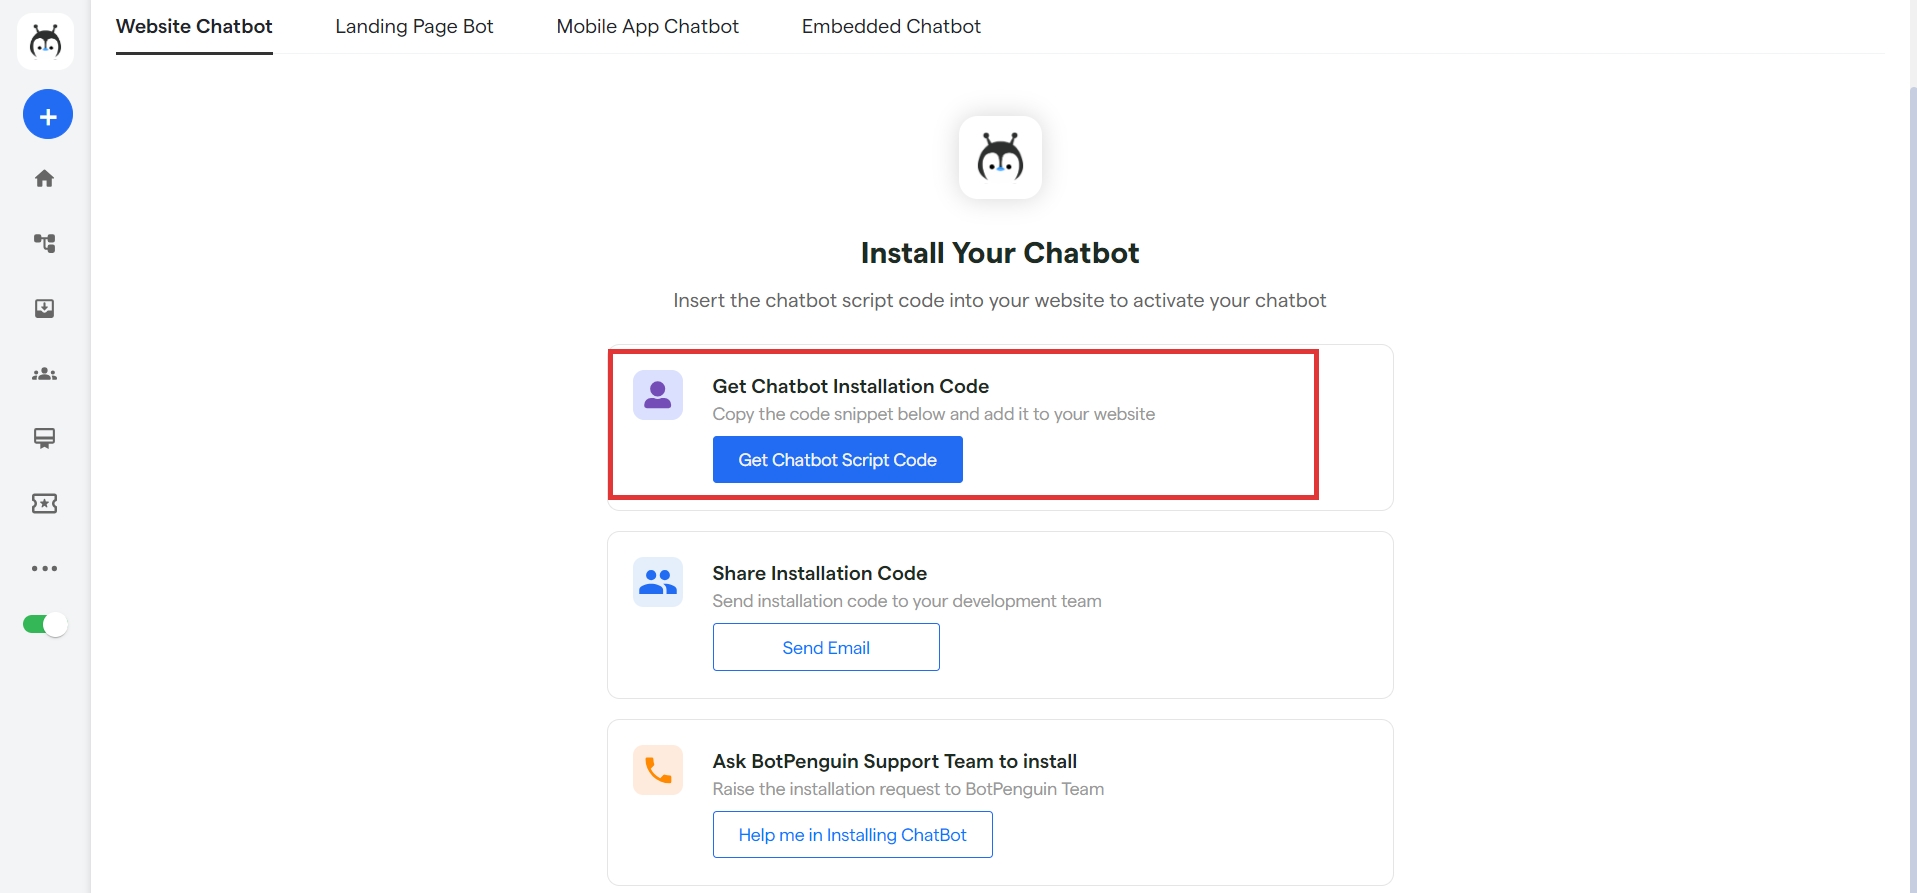 Website Chatbot
Landing Page Bot
Mobile App Chatbot
Embedded Chatbot
Install Your Chatbot
Insert the chatbot script code into your website to activate your chatbot
Get Chatbot Installation Code
Copy the code snippet below and add it to your website
Get Chatbot Script Code
Share Installation Code
Send installation code to your development team
Send Email
Ask BotPenguin Support Team to install
Raise the installation request to BotPenguin Team
Help me in Installing ChatBot